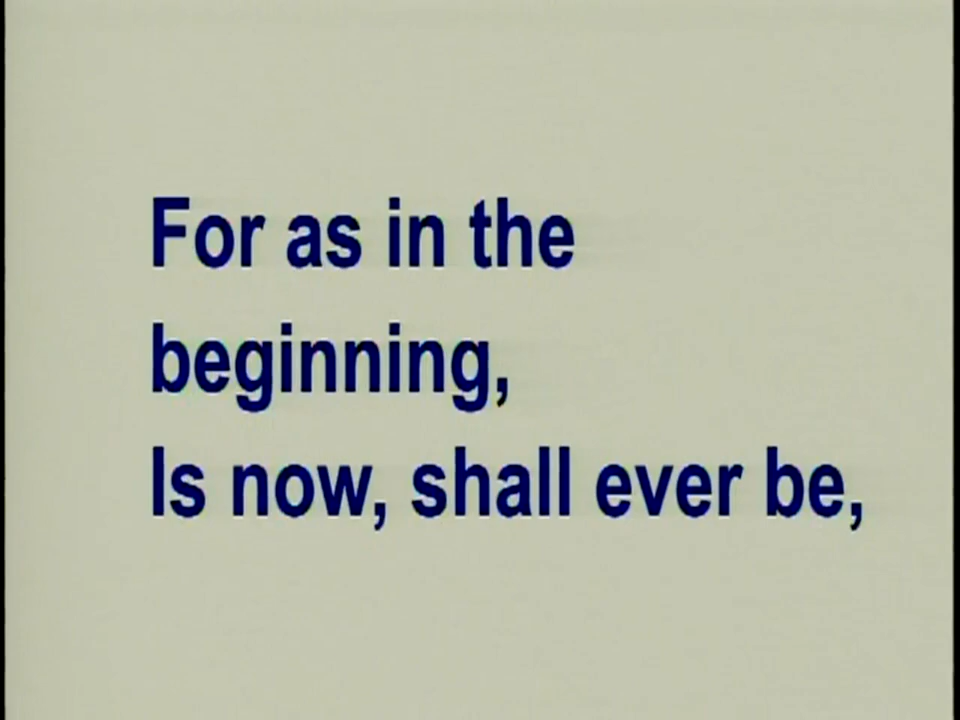 For as in the
beginning,
Is now, shall ever be,